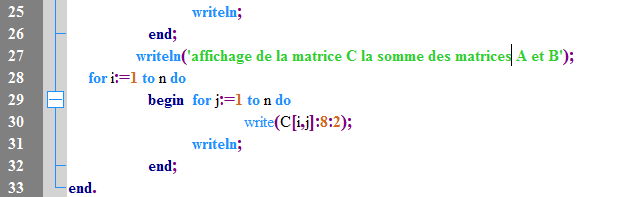 25 writeln;
26 end;
27 writeln('affichage de la matrice C la somme des matrices A et B');
28 for i:=1 to n do
29 begin for j:=1 to n do
30 write(C[i,j]:8:2);
31 writeln;
32 end;
33 end.